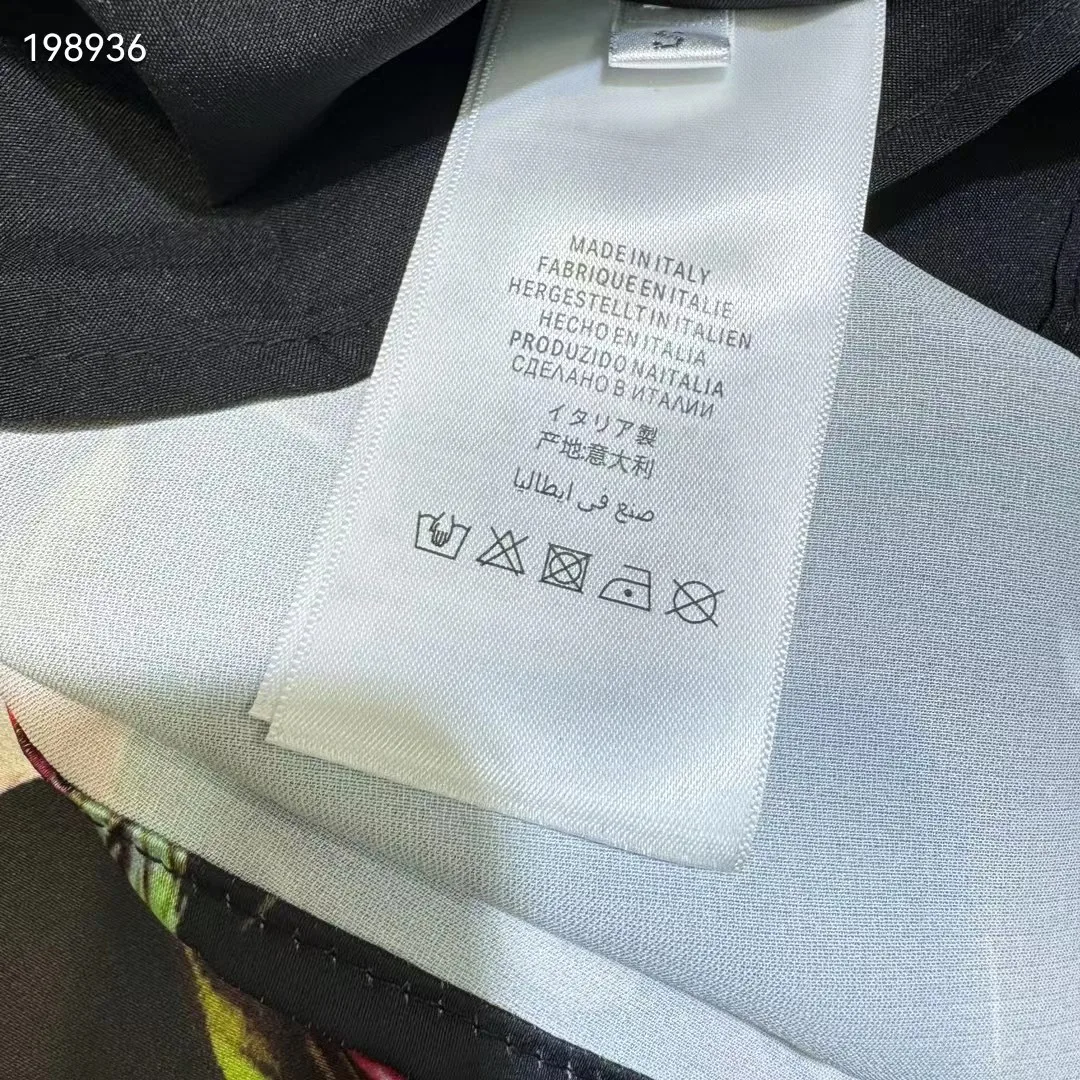 198936
MADE IN ITALY
FABRIQUE EN ITALIE
HERGESTELLT IN ITALIEN
HECHO EN ITALIA
PRODUZIDO NA ITALIA
СДЕЛАНО В ИТАЛИИ
イタリア製
产地:意大利
صنع في ايطاليا